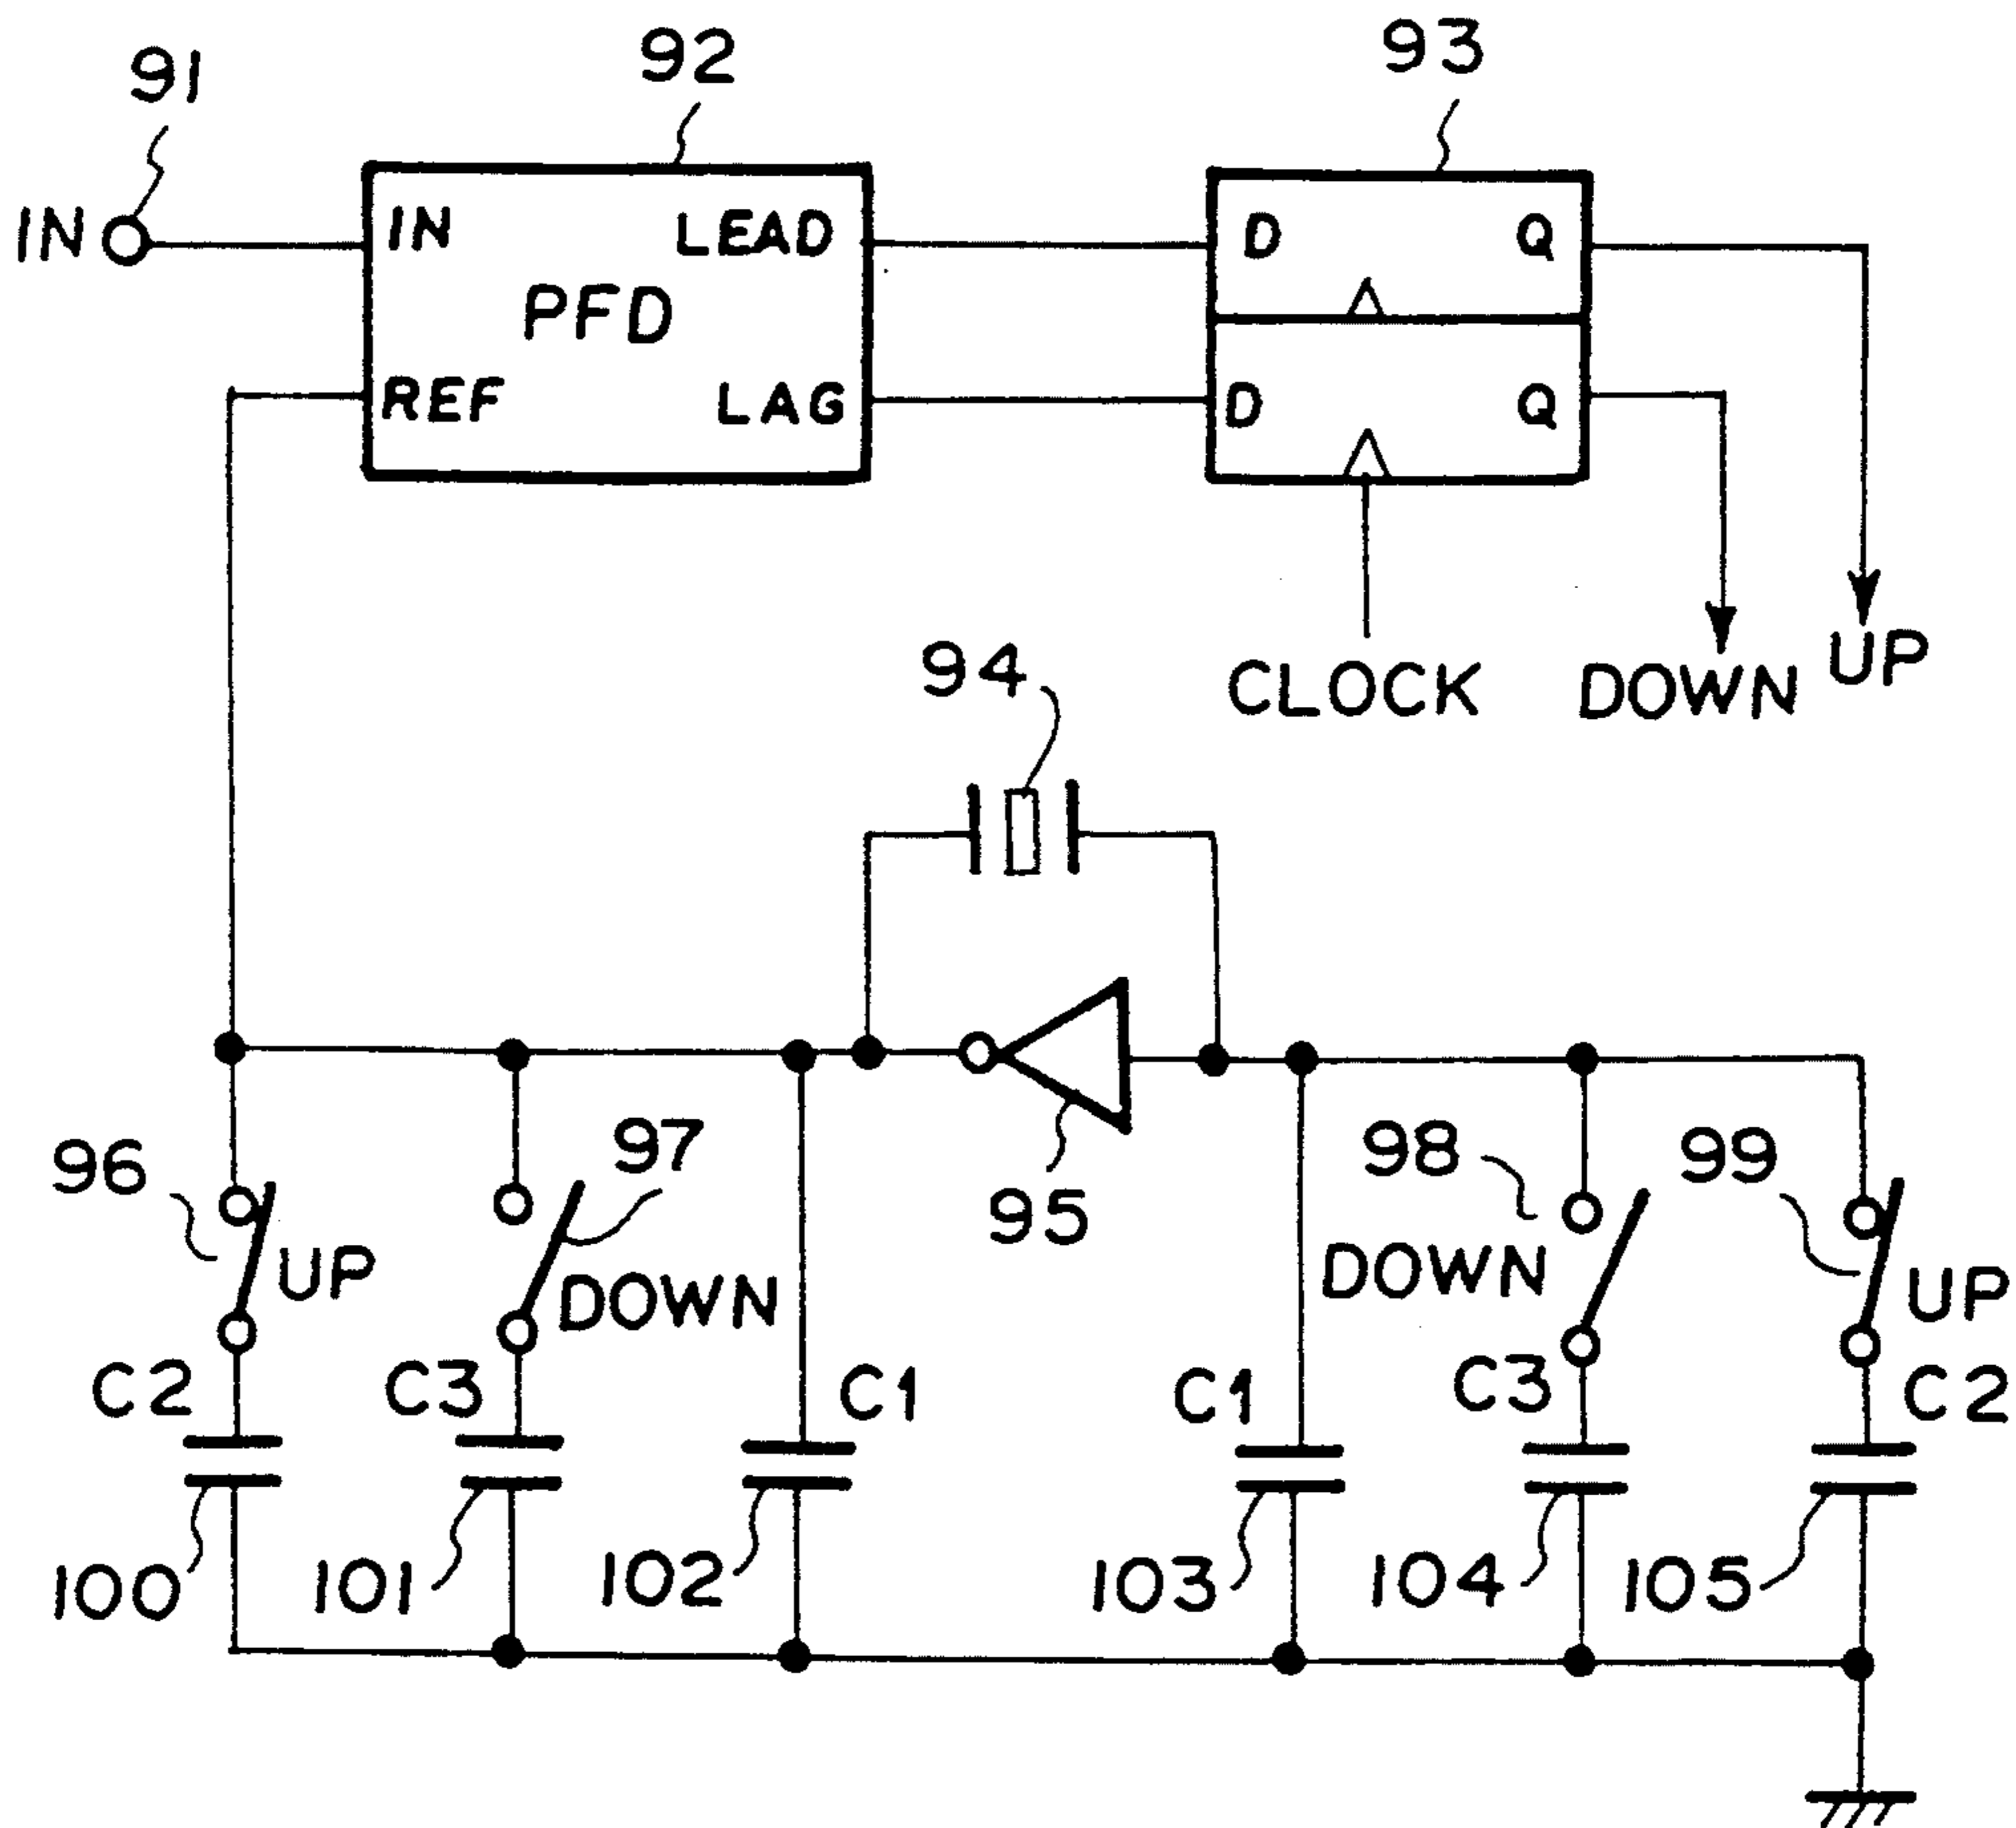 91
92
93
IN
IN
LEAD
D
Q
PFD
REF
LAG
D
Q
94
CLOCK
DOWN
UP
96
97
95
98
99
UP
DOWN
DOWN
UP
C2
C3
C1
C1
C3
C2
100
101
102
103
104
105